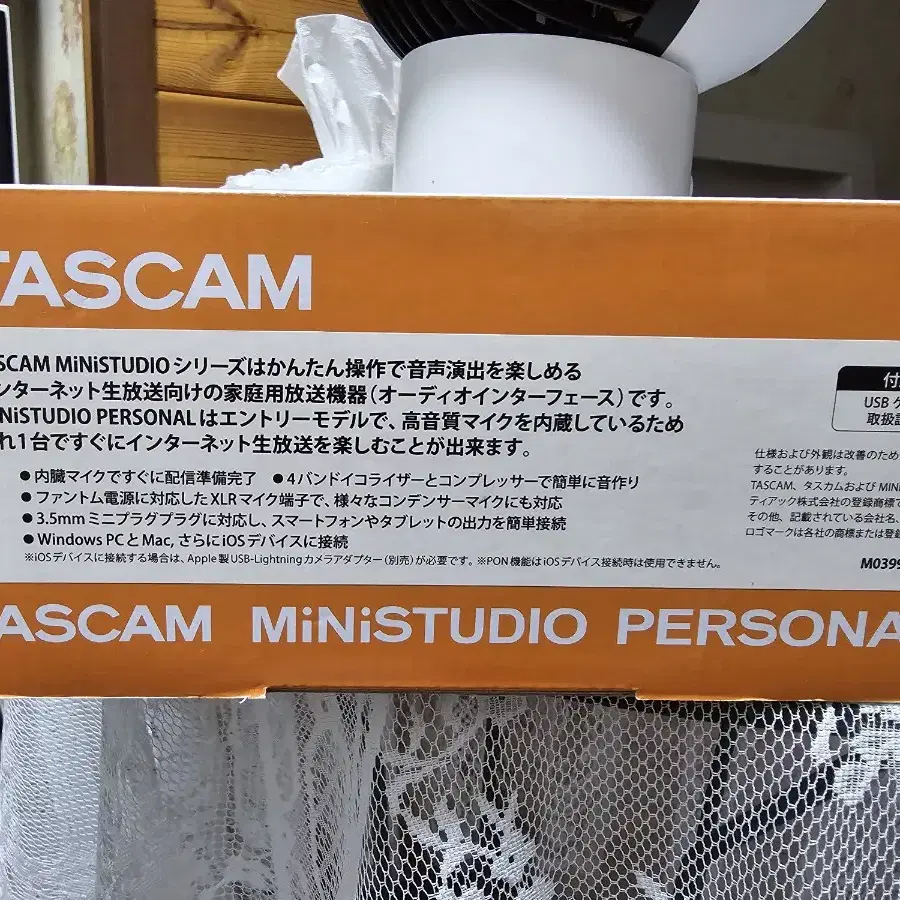 TASCAM
ASCAM MiNiSTUDIO シリーズはかんたん操作で音声演出を楽しめる
ンターネット生放送向けの家庭用放送機器（オーディオインターフェース）です。
NiSTUDIO PERSONALはエントリーモデルで、高音質マイクを内蔵しているため
れ1台ですぐにインターネット生放送を楽しむことが出来ます。
●内臓マイクですぐに配信準備完了 ●4バンドイコライザーとコンプレッサーで簡単に音作り
●ファントム電源に対応したXLRマイク端子で、様々なコンデンサーマイクにも対応
●3.5mmミニプラグプラグに対応し、スマートフォンやタブレットの出力を簡単接続
●Windows PCとMac, さらにiOSデバイスに接続
※iOSデバイスに接続する場合は、Apple製USB-Lightningカメラアダプター（別売）が必要です。※PON機能はiOSデバイス接続時は使用できません。
付
USB ケ
取扱説
仕様および外観は改善のため
することがあります。
TASCAM、タスカムおよび MINI
ティアック株式会社の登録商標で
その他、記載されている会社名、
ロゴマークは各社の商標または登録
M0399
ASCAM MiNiSTUDIO PERSONA